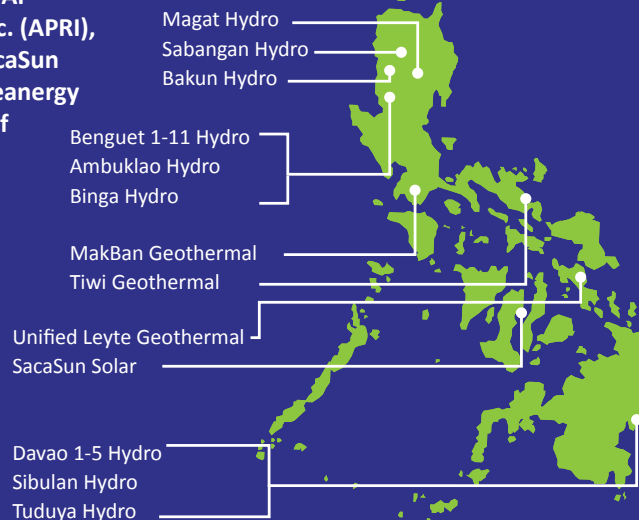 c. (APRI),
caSun
eanergy
f
Magat Hydro
Sabangan Hydro
Bakun Hydro
Benguet 1-11 Hydro
Ambuklao Hydro
Binga Hydro
MakBan Geothermal
Tiwi Geothermal
Unified Leyte Geothermal
SacaSun Solar
Davao 1-5 Hydro
Sibulan Hydro
Tuduya Hydro